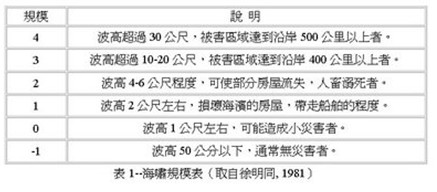 規模 說 明
4 波高超過 30 公尺，被害區域達到沿岸 500 公里以上者。
3 波高超過 10-20 公尺，被害區域達到沿岸 400 公里以上者。
2 波高 4-6 公尺程度，可使部分房屋流失，人畜溺死者。
1 波高 2 公尺左右，損壞海濱的房屋，帶走船舶的程度。
0 波高 1 公尺左右，可能造成小災害者。
-1 波高 50 公分以下，通常無災害者。
表 1--海嘯規模表（取自徐明同, 1981）